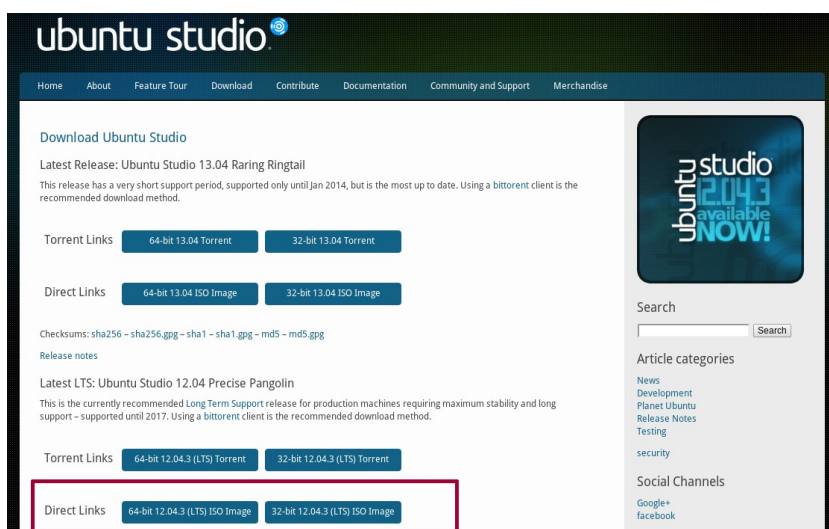 ubuntu studio
Home About Feature Tour Download Contribute Documentation Community and Support Merchandise
Download Ubuntu Studio
Latest Release: Ubuntu Studio 13.04 Raring Ringtail
This release has a very short support period, supported only until Jan 2014, but is the most up to date. Using a bittorent client is the
recommended download method.
Torrent Links 64-bit 13.04 Torrent 32-bit 13.04 Torrent
Direct Links 64-bit 13.04 ISO Image 32-bit 13.04 ISO Image
Checksums: sha256 – sha256.gpg – sha1 – sha1.gpg – md5 – md5.gpg
Release notes
Latest LTS: Ubuntu Studio 12.04 Precise Pangolin
This is the currently recommended Long Term Support release for production machines requiring maximum stability and long
support – supported until 2017. Using a bittorent client is the recommended download method.
Torrent Links 64-bit 12.04.3 (LTS) Torrent 32-bit 12.04.3 (LTS) Torrent
Direct Links 64-bit 12.04.3 (LTS) ISO Image 32-bit 12.04.3 (LTS) ISO Image
ubuntu studio
12.04.3
available
NOW!
Search
Search
Article categories
News
Development
Planet Ubuntu
Release Notes
Testing
security
Social Channels
Google+
facebook